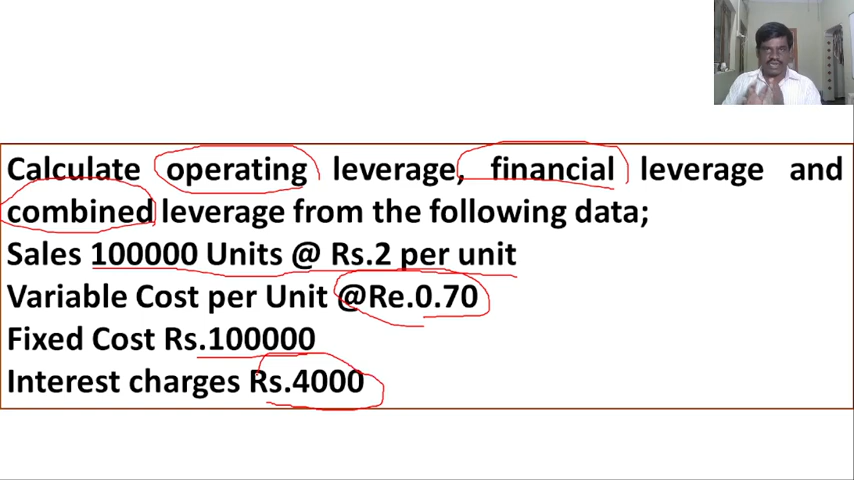 Calculate operating leverage, financial leverage and
combined leverage from the following data;
Sales 100000 Units @ Rs.2 per unit
Variable Cost per Unit @Re.0.70
Fixed Cost Rs.100000
Interest charges Rs.4000